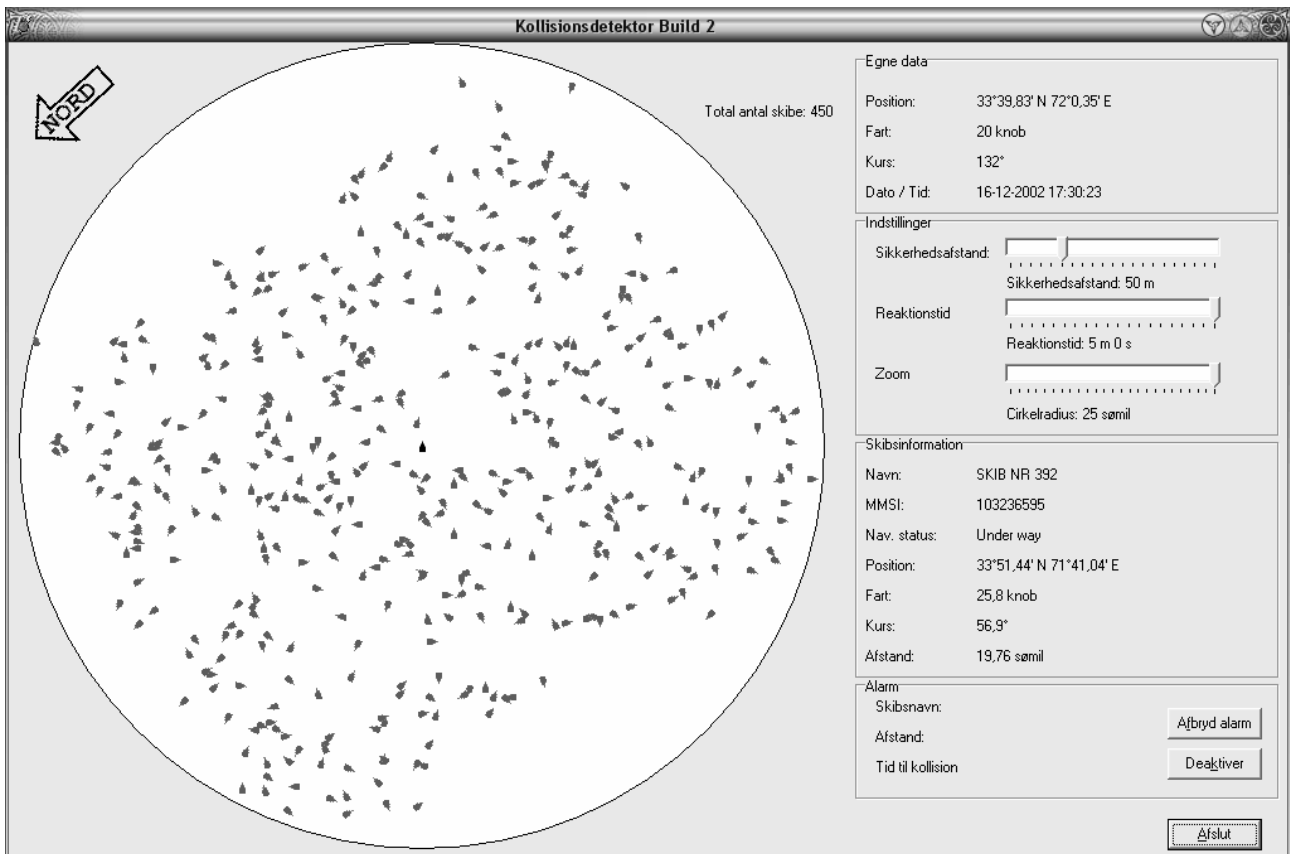 Kollisionsdetektor Build 2
NORD
Total antal skibe: 450
Egne data
Position: 33°39,83' N 72°0,35' E
Fart: 20 knob
Kurs: 132°
Dato / Tid: 16-12-2002 17:30:23
Indstillinger
Sikkerhedsafstand:
Sikkerhedsafstand: 50 m
Reaktionstid
Reaktionstid: 5 m 0 s
Zoom
Cirkelradius: 25 sømil
Skibsinformation
Navn: SKIB NR 392
MMSI: 103236595
Nav. status: Under way
Position: 33°51,44' N 71°41,04' E
Fart: 25,8 knob
Kurs: 56,9°
Afstand: 19,76 sømil
Alarm
Skibsnavn:
Afstand:
Tid til kollision
Afbryd alarm
Deaktiver
Afslut